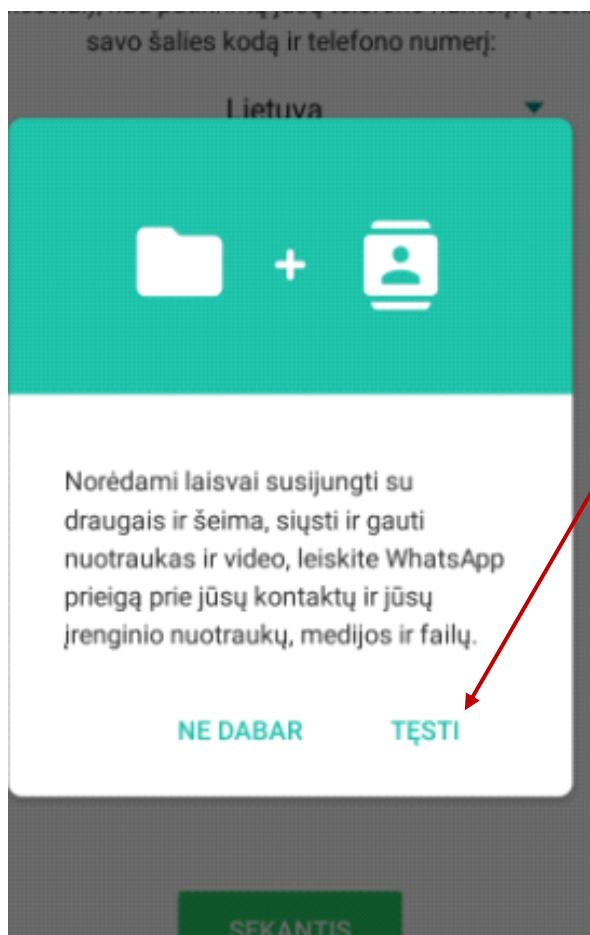 savo šalies kodą ir telefono numerį:
Lietuva
Norėdami laisvai susijungti su
draugais ir šeima, siųsti ir gauti
nuotraukas ir video, leiskite WhatsApp
prieigą prie jūsų kontaktų ir jūsų
įrenginio nuotraukų, medijos ir failų.
NE DABAR TĘSTI
SEKANTIS